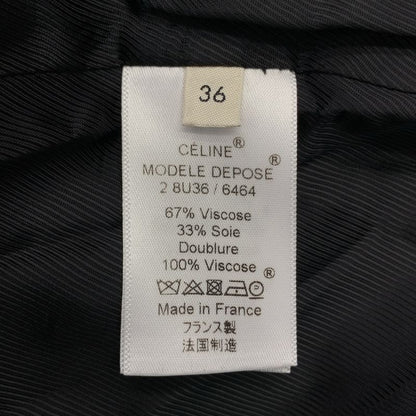 36
CÉLINE®
MODELE DEPOSE®
2 8U36 / 6464
67% Viscose
33% Soie
Doublure
100% Viscose
®
P
Made in France
フランス製
法国制造